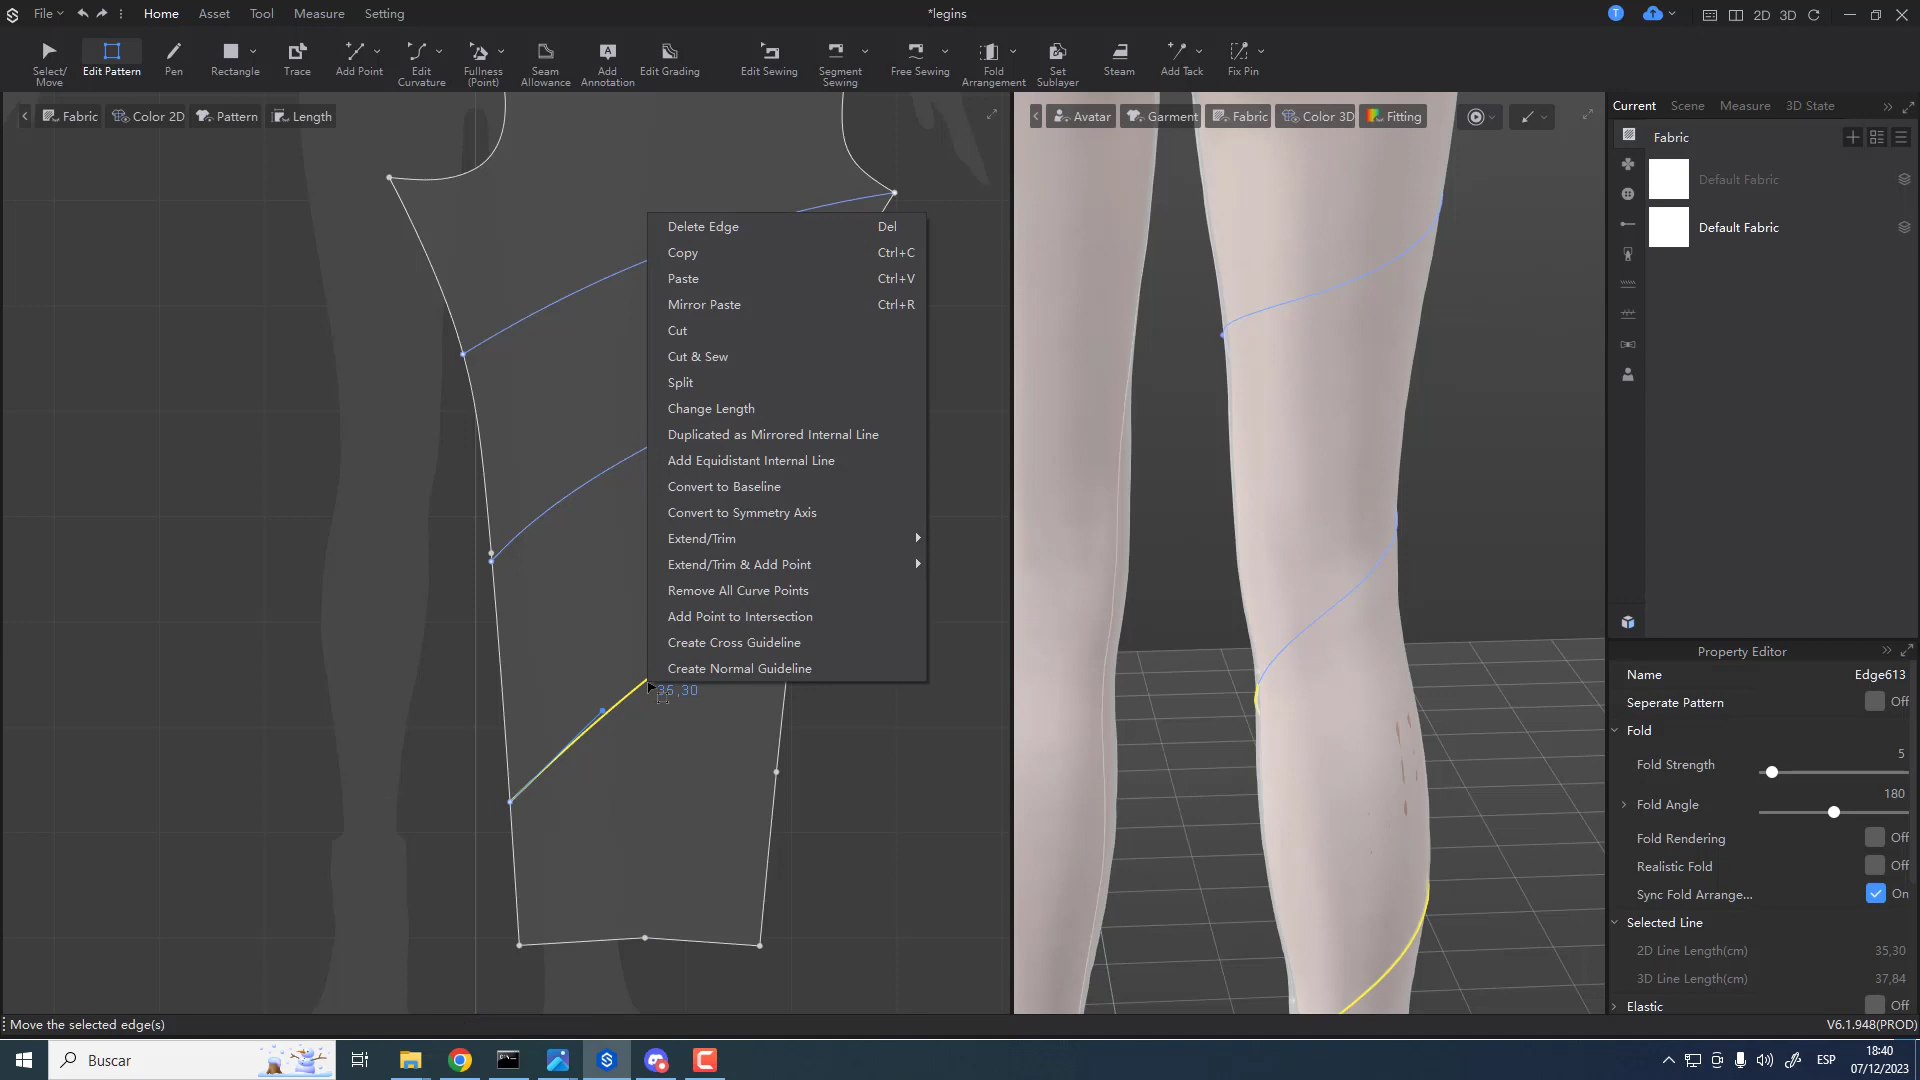 File
Home
Asset
Tool
Measure
Setting
*legins
T
2D
3D
Select/
Move
Edit Pattern
Pen
Rectangle
Trace
Add Point
Edit
Curvature
Fullness
(Point)
Seam
Allowance
Add
Annotation
Edit Grading
Edit Sewing
Segment
Sewing
Free Sewing
Fold
Arrangement
Set
Sublayer
Steam
Add Tack
Fix Pin
Fabric
Color 2D
Pattern
Length
Avatar
Garment
Fabric
Color 3D
Fitting
Current
Scene
Measure
3D State
Fabric
Default Fabric
Default Fabric
Delete Edge Del
Copy Ctrl+C
Paste Ctrl+V
Mirror Paste Ctrl+R
Cut
Cut & Sew
Split
Change Length
Duplicated as Mirrored Internal Line
Add Equidistant Internal Line
Convert to Baseline
Convert to Symmetry Axis
Extend/Trim
Extend/Trim & Add Point
Remove All Curve Points
Add Point to Intersection
Create Cross Guideline
Create Normal Guideline
35,30
Property Editor
Name Edge613
Seperate Pattern Off
Fold
Fold Strength 5
Fold Angle 180
Fold Rendering Off
Realistic Fold Off
Sync Fold Arrange... On
Selected Line
2D Line Length(cm) 35,30
3D Line Length(cm) 37,84
Elastic Off
Move the selected edge(s)
V6.1.948(PROD)
Buscar
ESP
18:40
07/12/2023